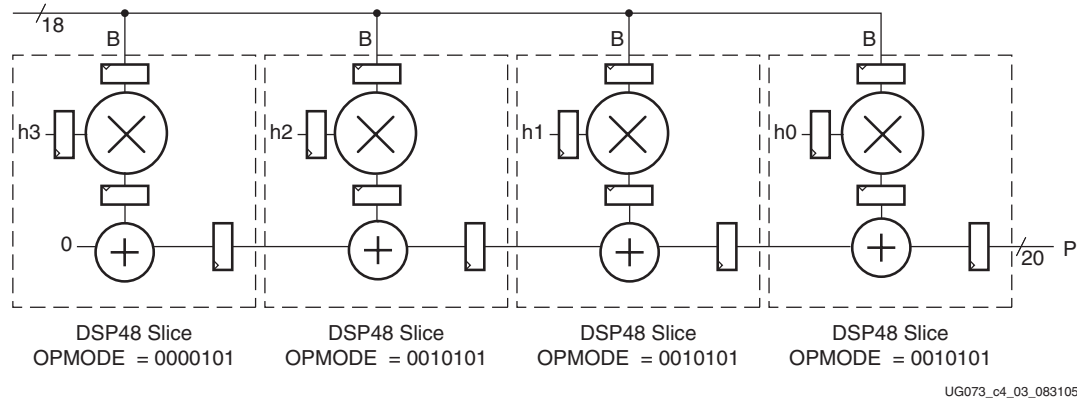 18
B
B
B
B
h3
h2
h1
h0
0
P
20
DSP48 Slice
OPMODE = 0000101
DSP48 Slice
OPMODE = 0010101
DSP48 Slice
OPMODE = 0010101
DSP48 Slice
OPMODE = 0010101
UG073_c4_03_083105